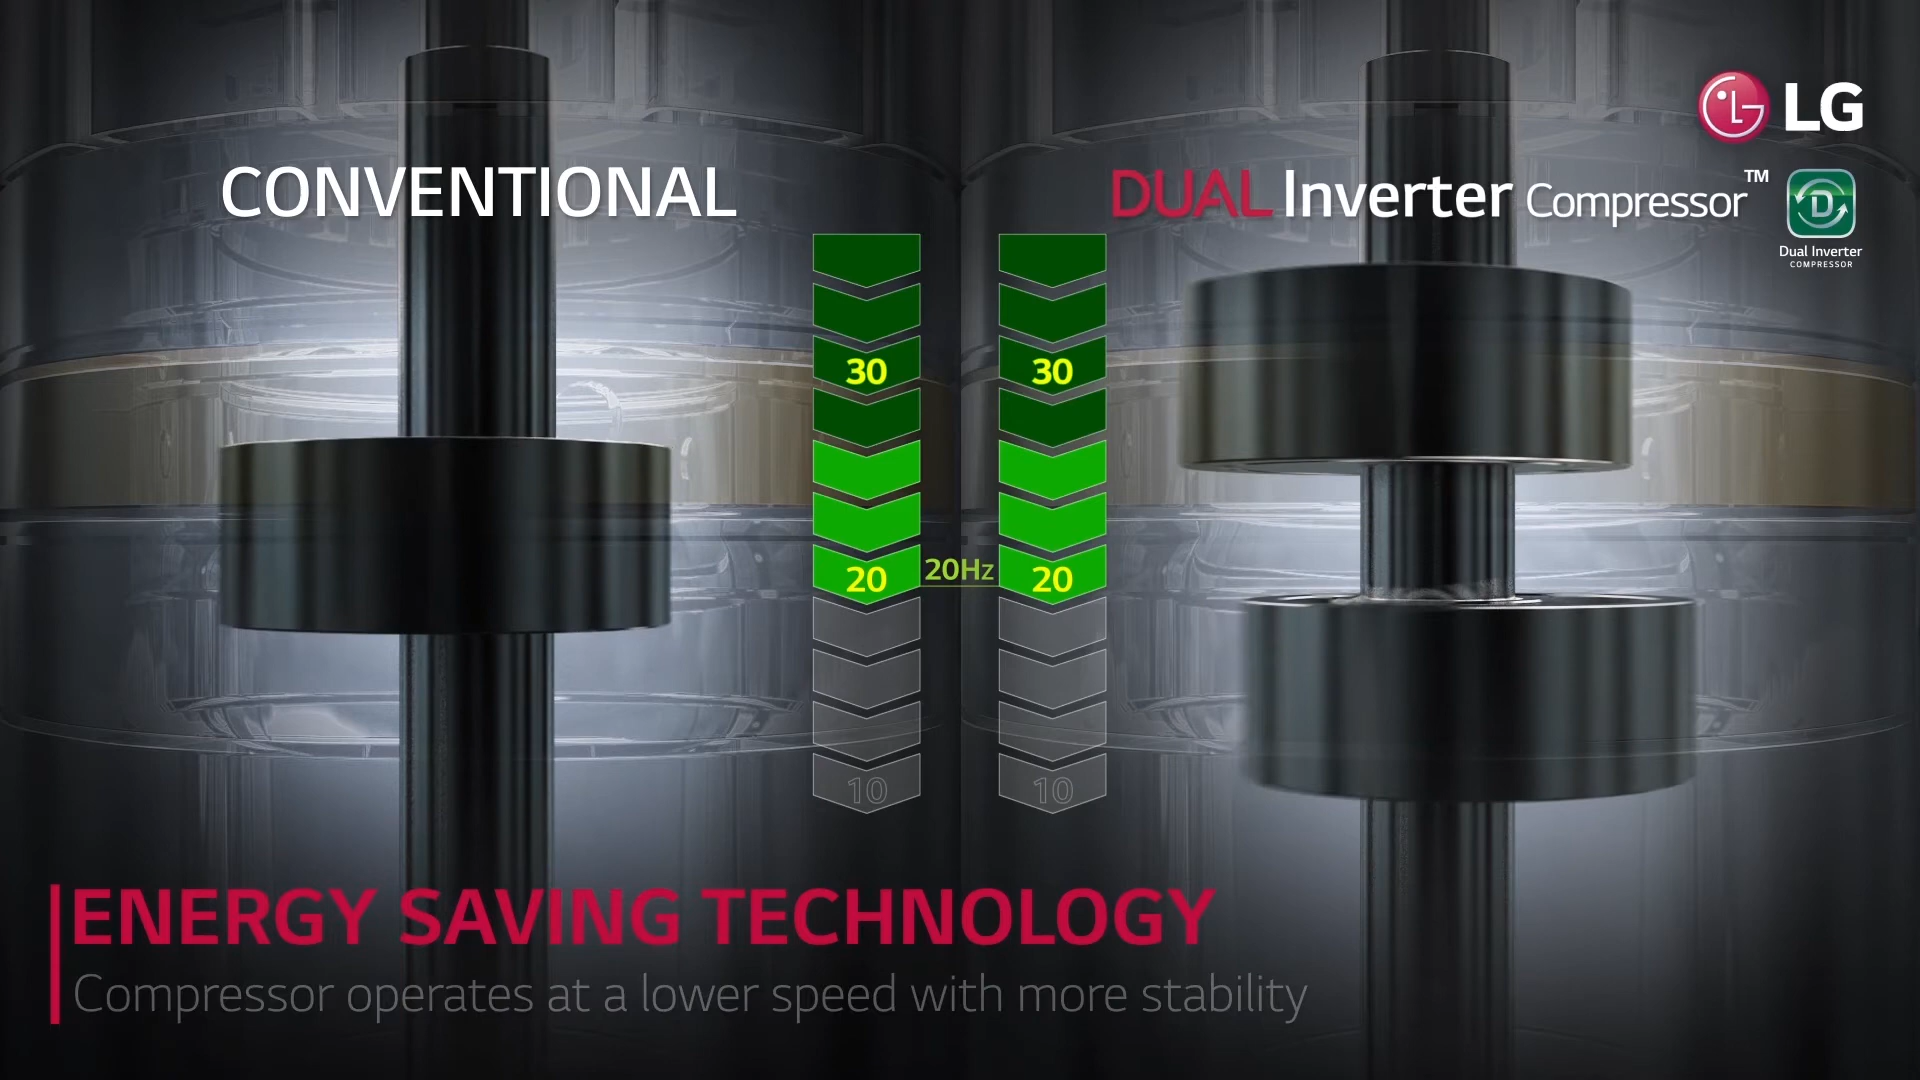 LG
CONVENTIONAL
DUAL Inverter Compressor™
Dual Inverter
COMPRESSOR
30
30
20
20Hz
20
10
10
ENERGY SAVING TECHNOLOGY
Compressor operates at a lower speed with more stability